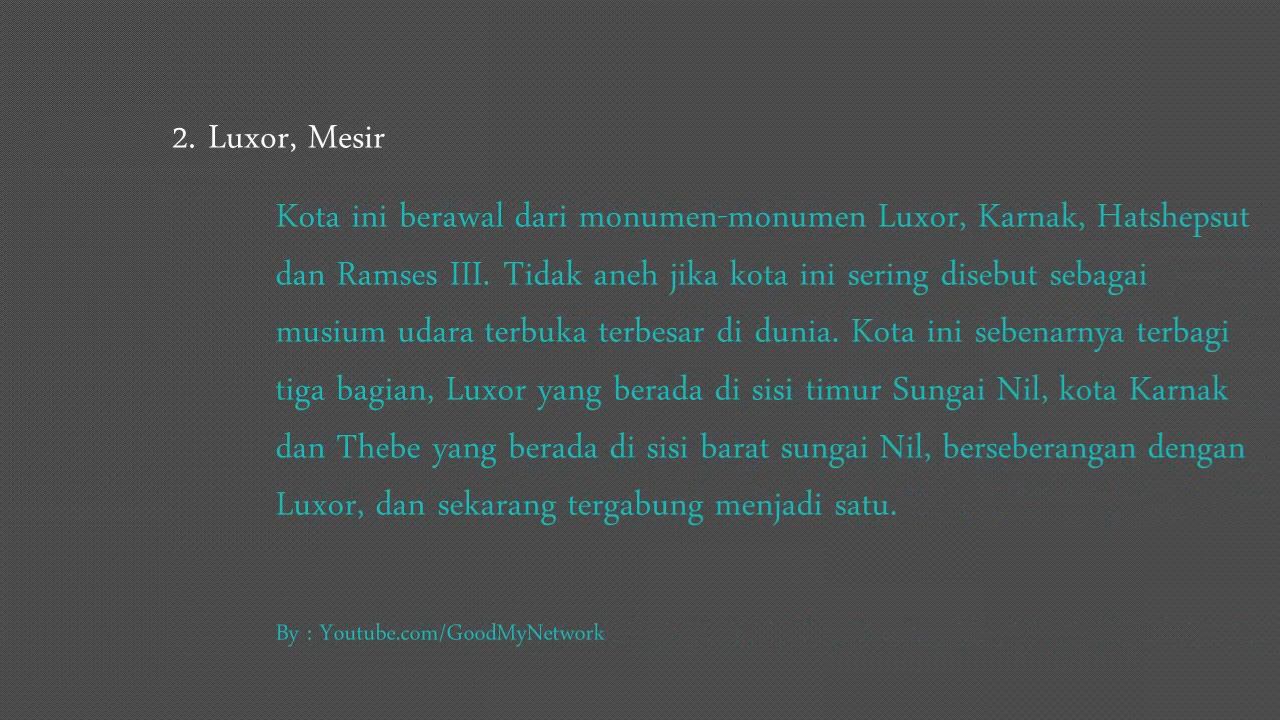 2. Luxor, Mesir
Kota ini berawal dari monumen-monumen Luxor, Karnak, Hatshepsut
dan Ramses III. Tidak aneh jika kota ini sering disebut sebagai
musium udara terbuka terbesar di dunia. Kota ini sebenarnya terbagi
tiga bagian, Luxor yang berada di sisi timur Sungai Nil, kota Karnak
dan Thebe yang berada di sisi barat sungai Nil, berseberangan dengan
Luxor, dan sekarang tergabung menjadi satu.
By : Youtube.com/GoodMyNetwork